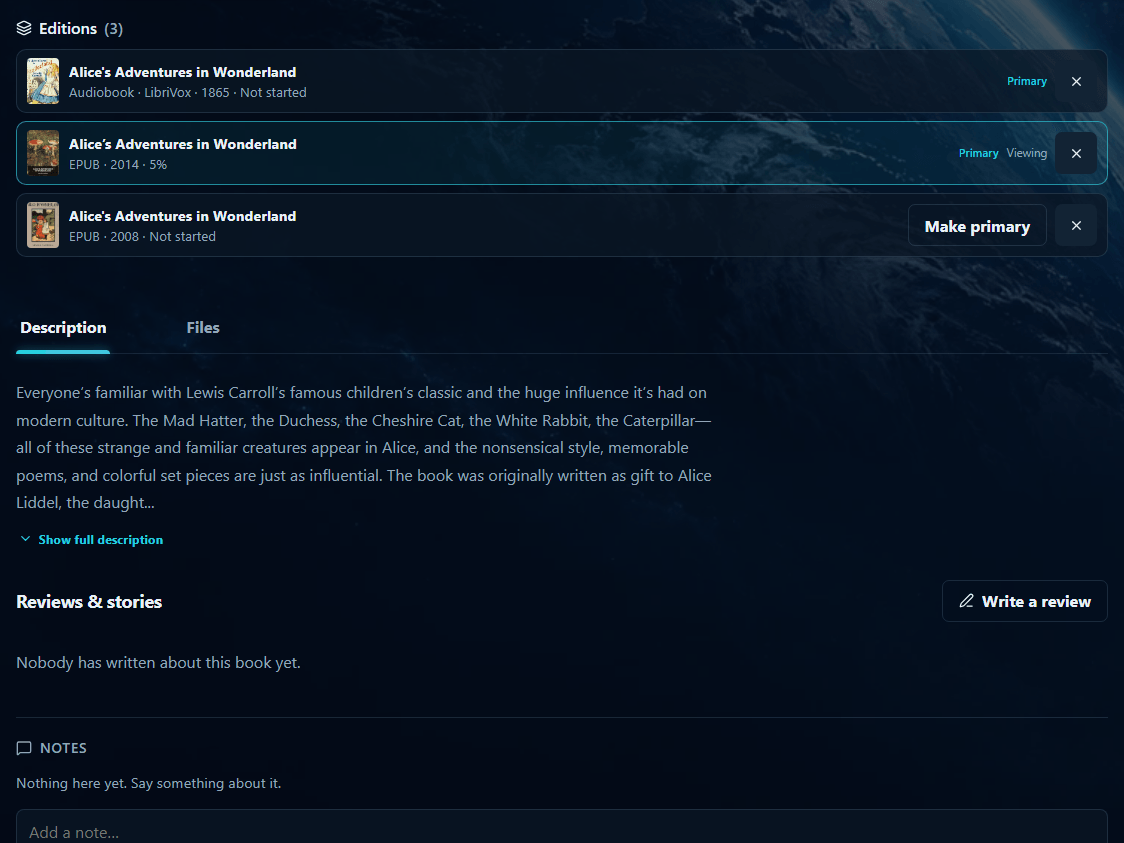 Editions (3)
Alice's Adventures in Wonderland
Audiobook · LibriVox · 1865 · Not started
Primary
Alice's Adventures in Wonderland
EPUB · 2014 · 5%
Primary Viewing
Alice's Adventures in Wonderland
EPUB · 2008 · Not started
Make primary
Description
Files
Everyone’s familiar with Lewis Carroll’s famous children’s classic and the huge influence it’s had on
modern culture. The Mad Hatter, the Duchess, the Cheshire Cat, the White Rabbit, the Caterpillar—
all of these strange and familiar creatures appear in Alice, and the nonsensical style, memorable
poems, and colorful set pieces are just as influential. The book was originally written as gift to Alice
Liddel, the daught...
Show full description
Reviews & stories
Write a review
Nobody has written about this book yet.
NOTES
Nothing here yet. Say something about it.
Add a note...